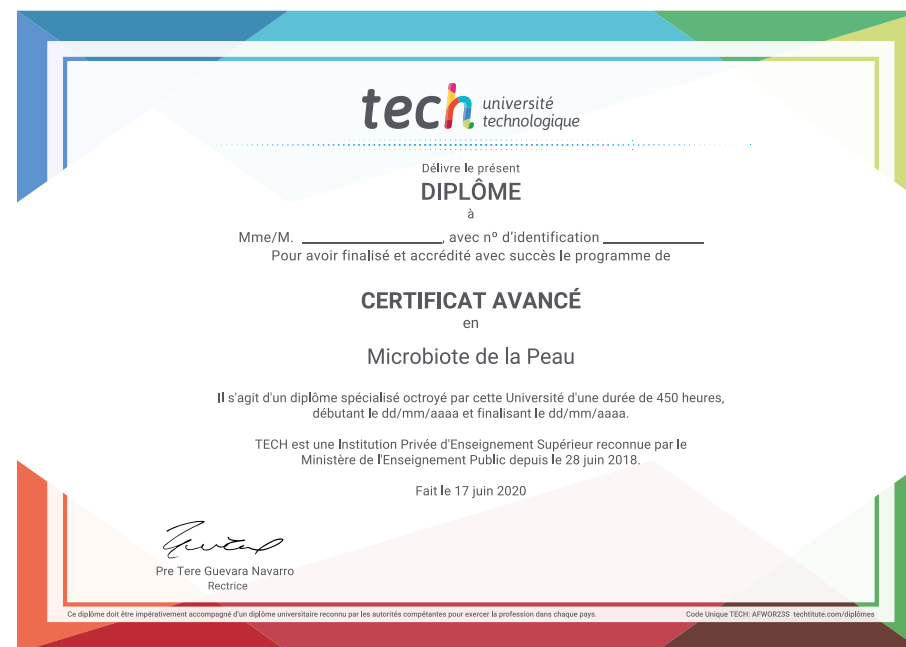 tech université
technologique
Délivre le présent
DIPLÔME
à
Mme/M. ____________________, avec nº d'identification ______________
Pour avoir finalisé et accrédité avec succès le programme de
CERTIFICAT AVANCÉ
en
Microbiote de la Peau
Il s'agit d'un diplôme spécialisé octroyé par cette Université d'une durée de 450 heures,
débutant le dd/mm/aaaa et finalisant le dd/mm/aaaa.
TECH est une Institution Privée d'Enseignement Supérieur reconnue par le
Ministère de l'Enseignement Public depuis le 28 juin 2018.
Fait le 17 juin 2020
Pre Tere Guevara Navarro
Rectrice
Ce diplôme doit être impérativement accompagné d'un diplôme universitaire reconnu par les autorités compétentes pour exercer la profession dans chaque pays.
Code Unique TECH: AFWOR23S techtitute.com/diplômes